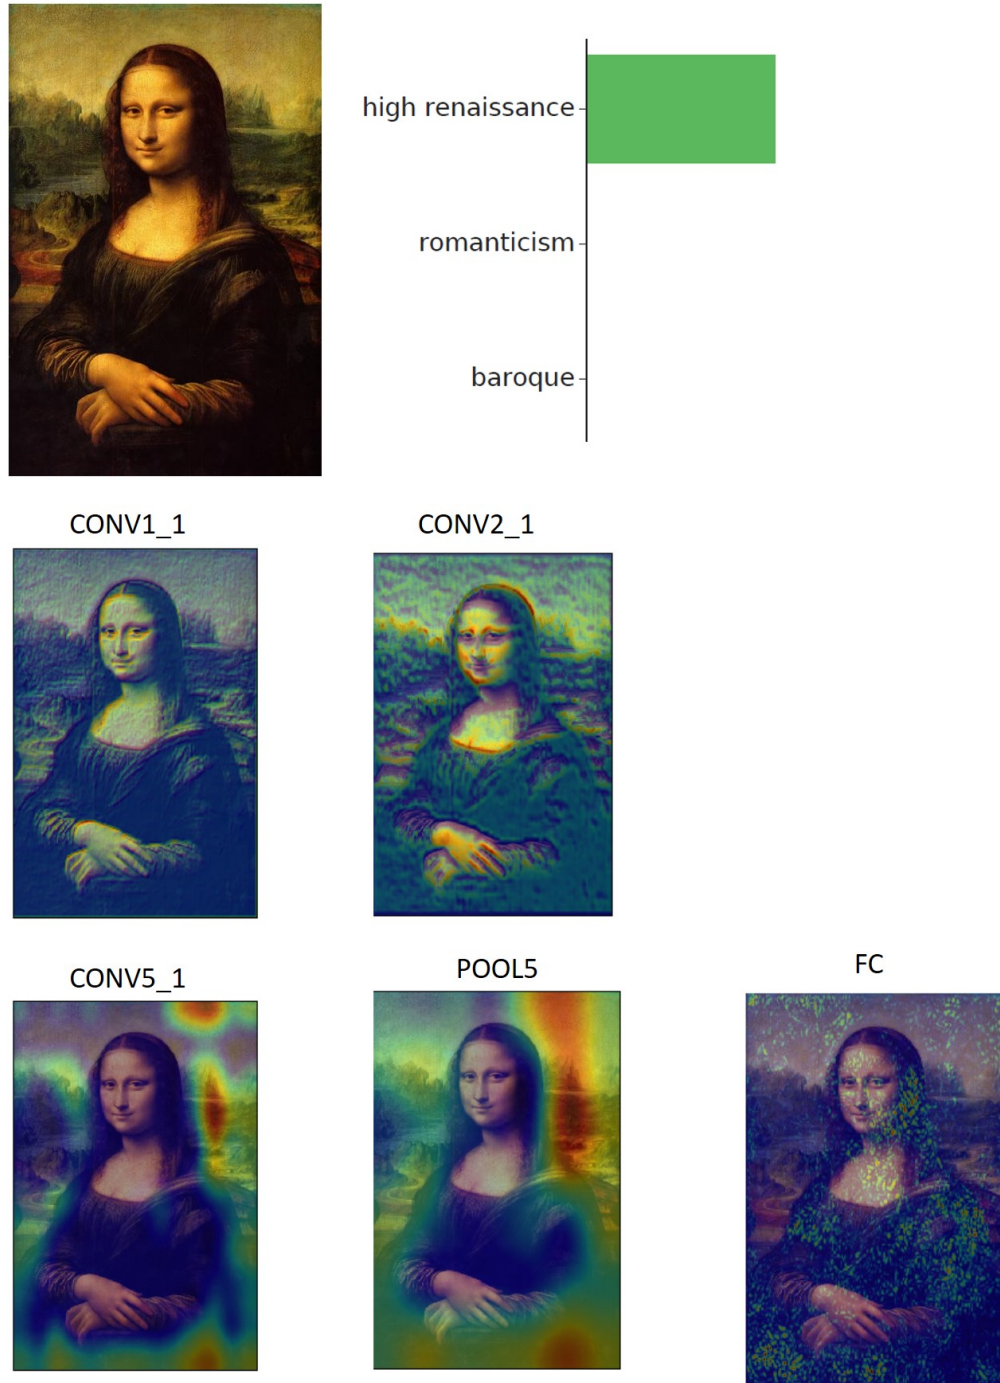 high renaissance
romanticism
baroque
CONV1_1
CONV2_1
CONV5_1
POOL5
FC